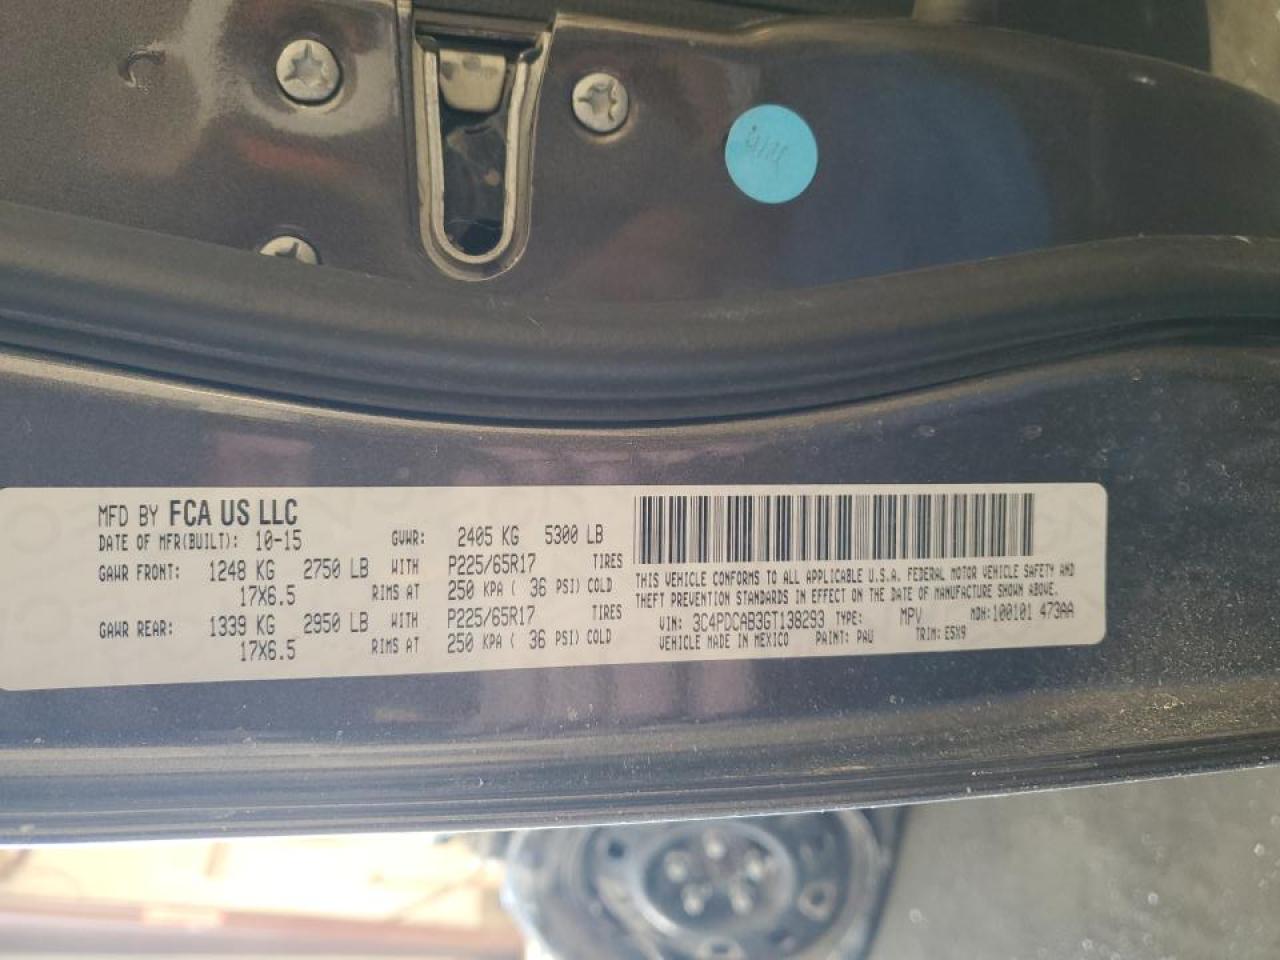 MFD BY FCA US LLC
DATE OF MFR(BUILT): 10-15 GVWR: 2405 KG 5300 LB
GAWR FRONT: 1248 KG 2750 LB WITH P225/65R17 TIRES
17X6.5 RIMS AT 250 KPA ( 36 PSI) COLD
GAWR REAR: 1339 KG 2950 LB WITH P225/65R17 TIRES
17X6.5 RIMS AT 250 KPA ( 36 PSI) COLD
THIS VEHICLE CONFORMS TO ALL APPLICABLE U.S.A. FEDERAL MOTOR VEHICLE SAFETY AND
THEFT PREVENTION STANDARDS IN EFFECT ON THE DATE OF MANUFACTURE SHOWN ABOVE.
VIN: 3C4PDCAB3GT138293 TYPE: MPV MDH:100101 473AA
VEHICLE MADE IN MEXICO PAINT: PAU TRIM: E5X9